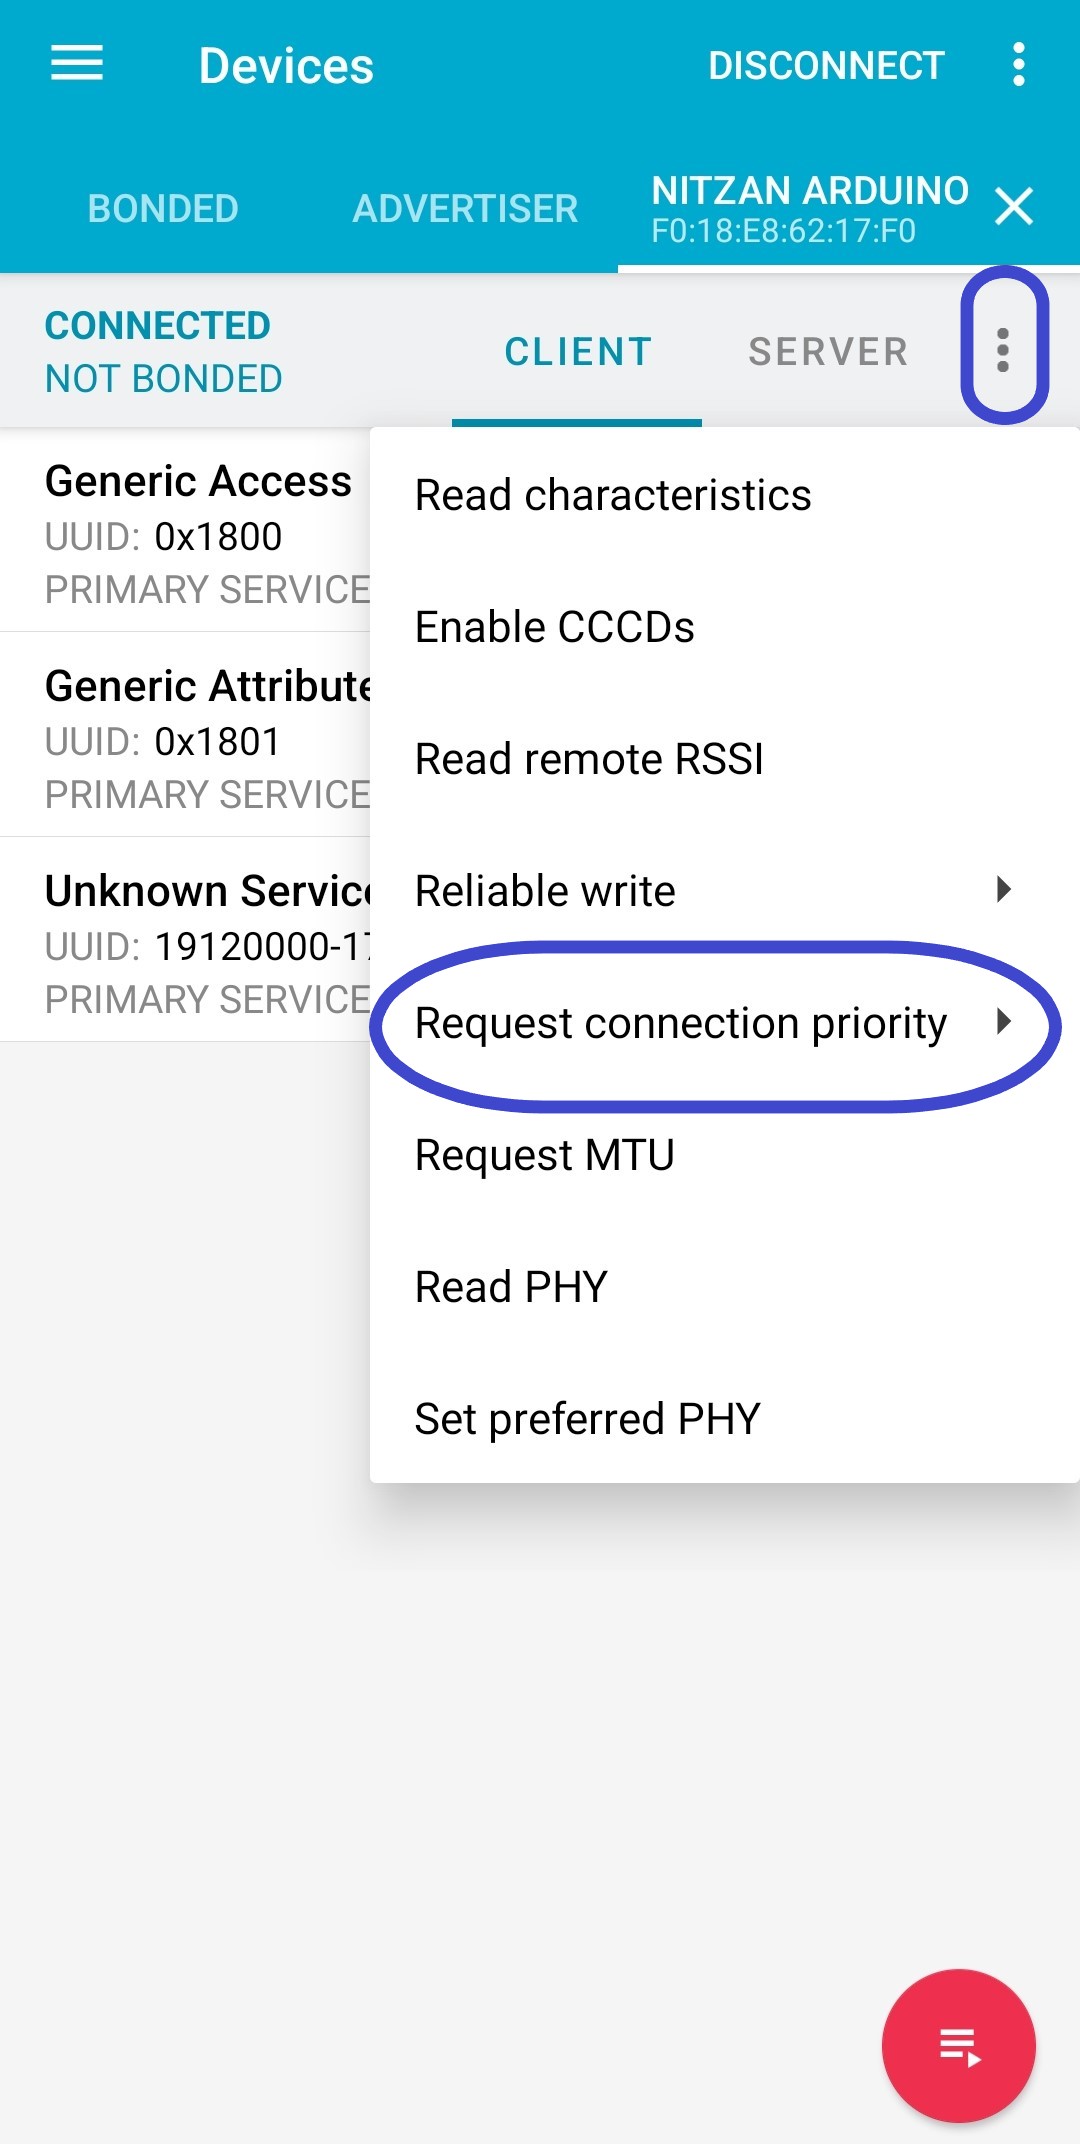 Devices
DISCONNECT
BONDED
ADVERTISER
NITZAN ARDUINO
F0:18:E8:62:17:F0
CONNECTED
NOT BONDED
CLIENT
SERVER
Generic Access
UUID: 0x1800
PRIMARY SERVICE
Generic Attribute
UUID: 0x1801
PRIMARY SERVICE
Unknown Service
UUID: 19120000-17
PRIMARY SERVICE
Read characteristics
Enable CCCDs
Read remote RSSI
Reliable write
Request connection priority
Request MTU
Read PHY
Set preferred PHY